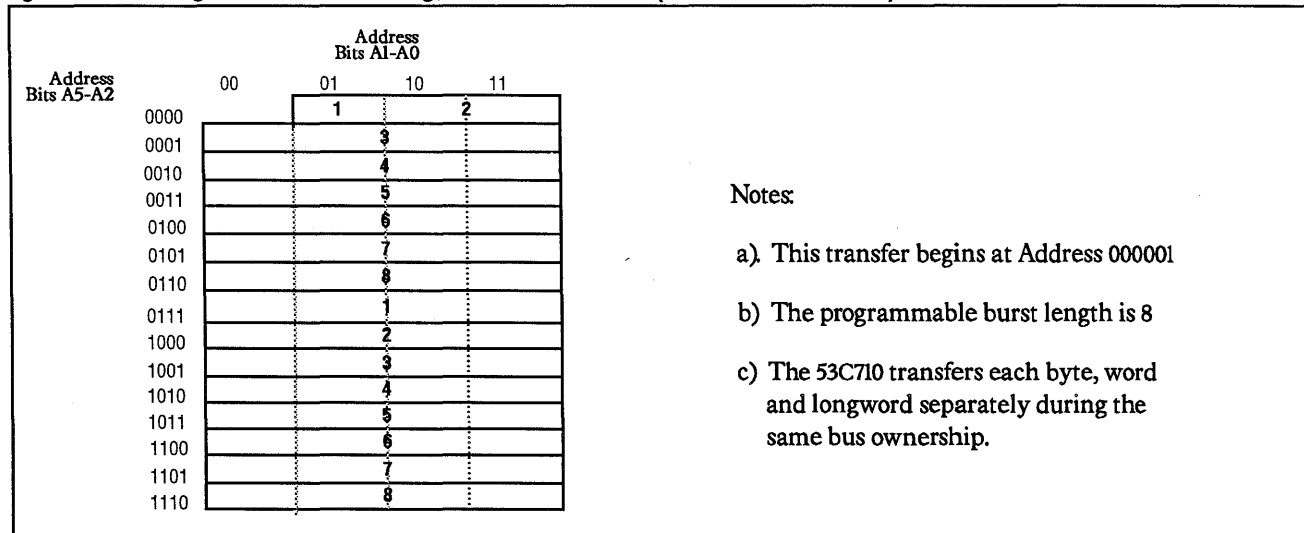 Address
Bits A1-A0
Address
Bits A5-A2
00 01 10 11
0000 1 2
0001 3
0010 4
0011 5
0100 6
0101 7
0110 8
0111 1
1000 2
1001 3
1010 4
1011 5
1100 6
1101 7
1110 8
Notes:
a). This transfer begins at Address 000001
b) The programmable burst length is 8
c) The 53C710 transfers each byte, word
and longword separately during the
same bus ownership.